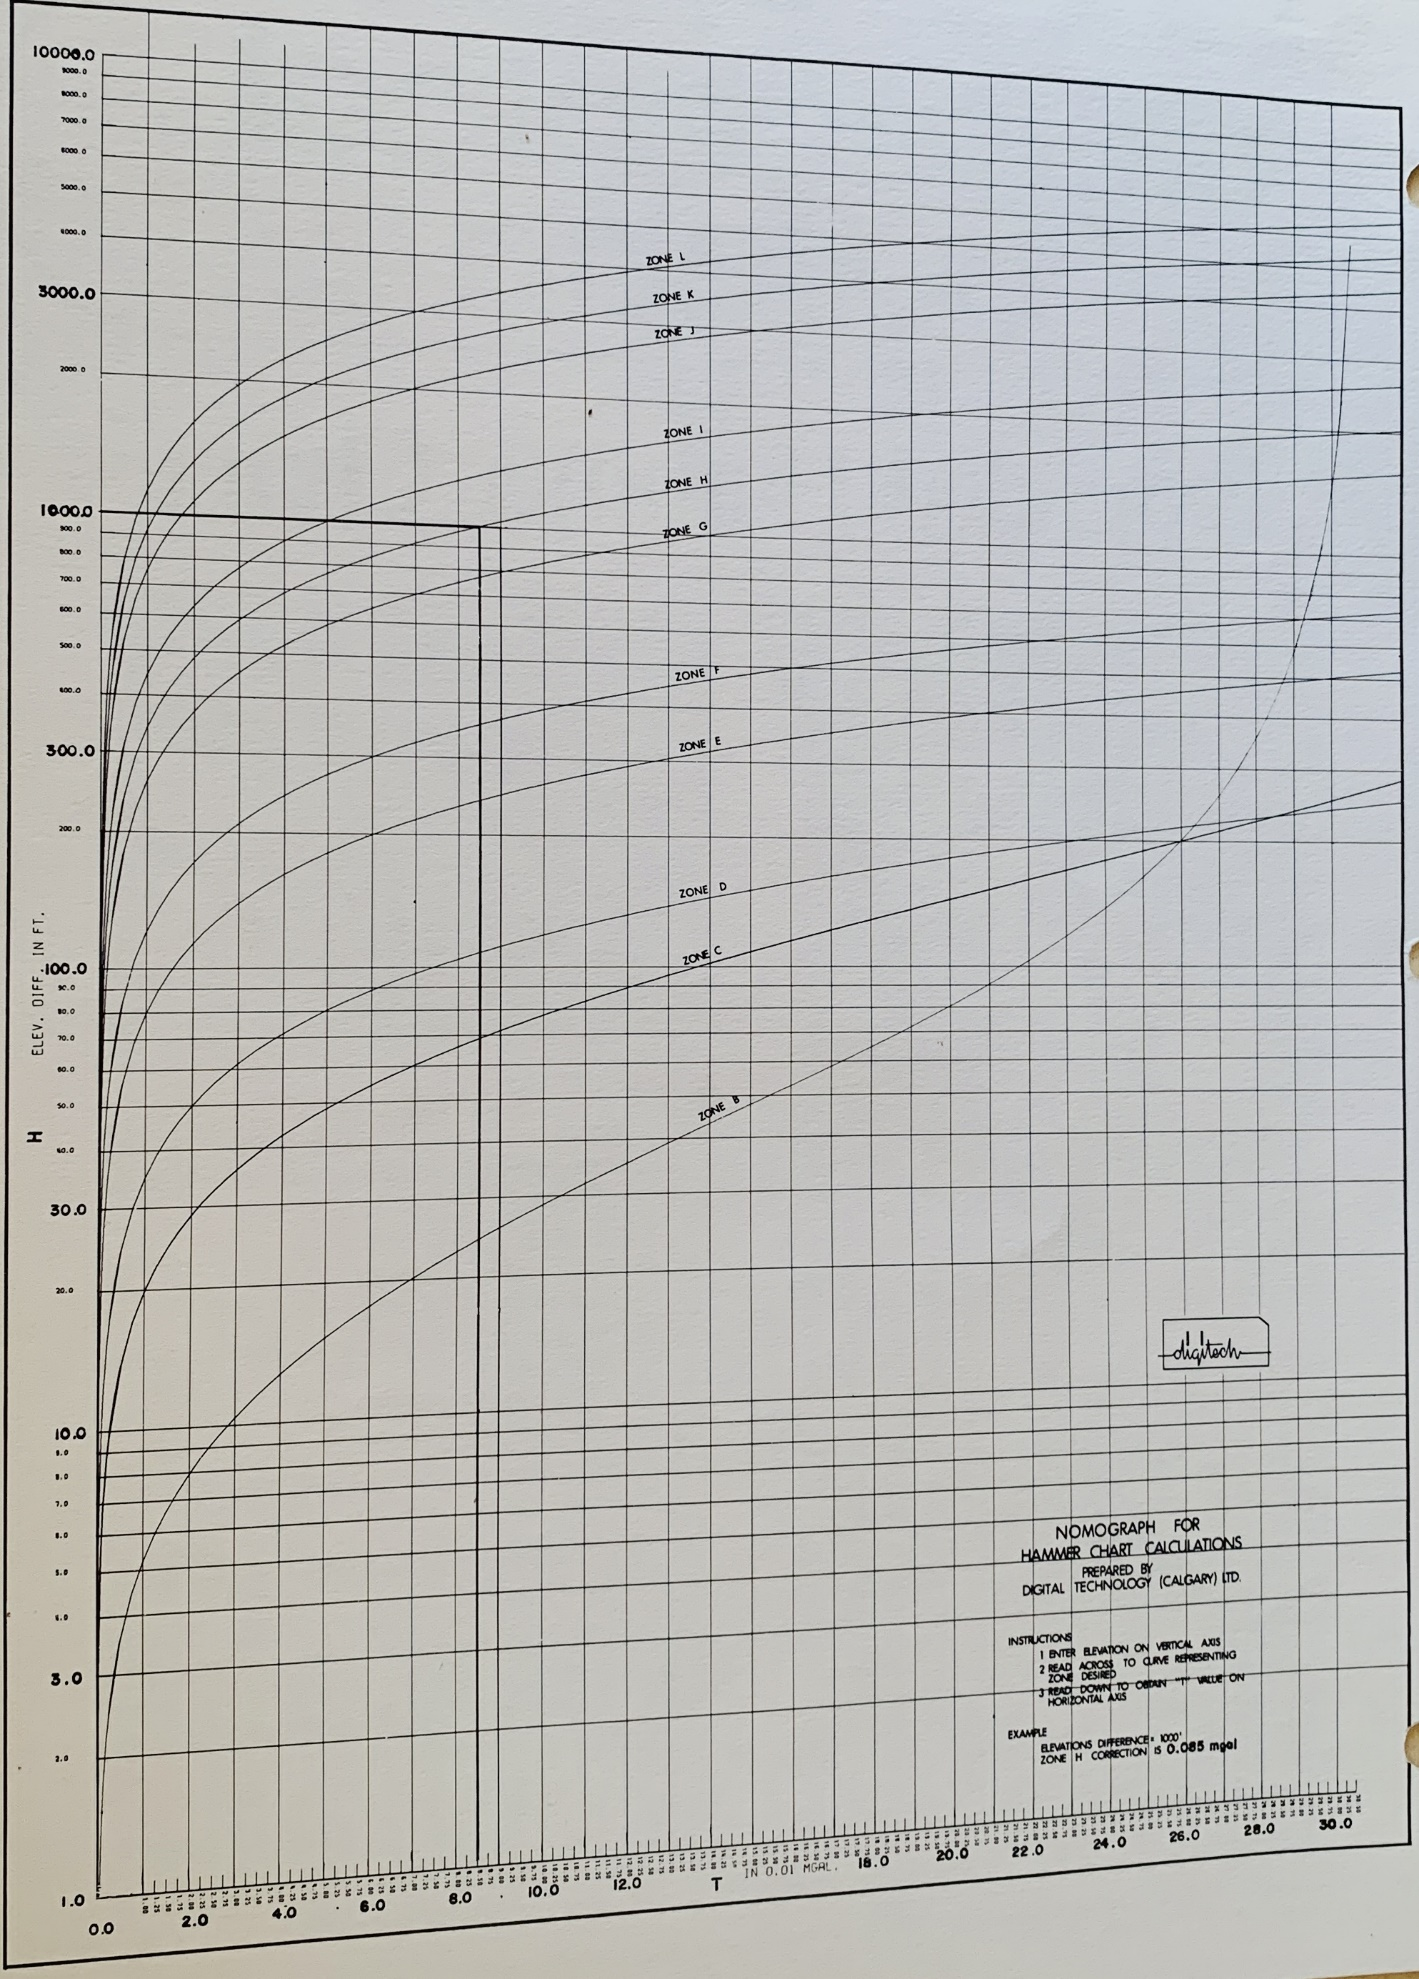 10000.0
9000.0
8000.0
7000.0
6000.0
5000.0
4000.0
3000.0
2000.0
1000.0
900.0
800.0
700.0
600.0
500.0
400.0
300.0
200.0
100.0
90.0
80.0
70.0
60.0
50.0
40.0
30.0
20.0
10.0
9.0
8.0
7.0
6.0
5.0
4.0
3.0
2.0
1.0
H ELEV. DIFF. IN FT.
ZONE L
ZONE K
ZONE J
ZONE I
ZONE H
ZONE G
ZONE F
ZONE E
ZONE D
ZONE C
ZONE B
digitech
NOMOGRAPH FOR
HAMMER CHART CALCULATIONS
PREPARED BY
DIGITAL TECHNOLOGY (CALGARY) LTD.
INSTRUCTIONS
1 ENTER ELEVATION ON VERTICAL AXIS
2 READ ACROSS TO CURVE REPRESENTING
ZONE DESIRED
3 READ DOWN TO OBTAIN "T" VALUE ON
HORIZONTAL AXIS
EXAMPLE
ELEVATIONS DIFFERENCE = 1000'
ZONE H CORRECTION IS 0.085 mgal
0.0 2.0 4.0 6.0 8.0 10.0 12.0 T IN 0.01 MGAL. 18.0 20.0 22.0 24.0 26.0 28.0 30.0